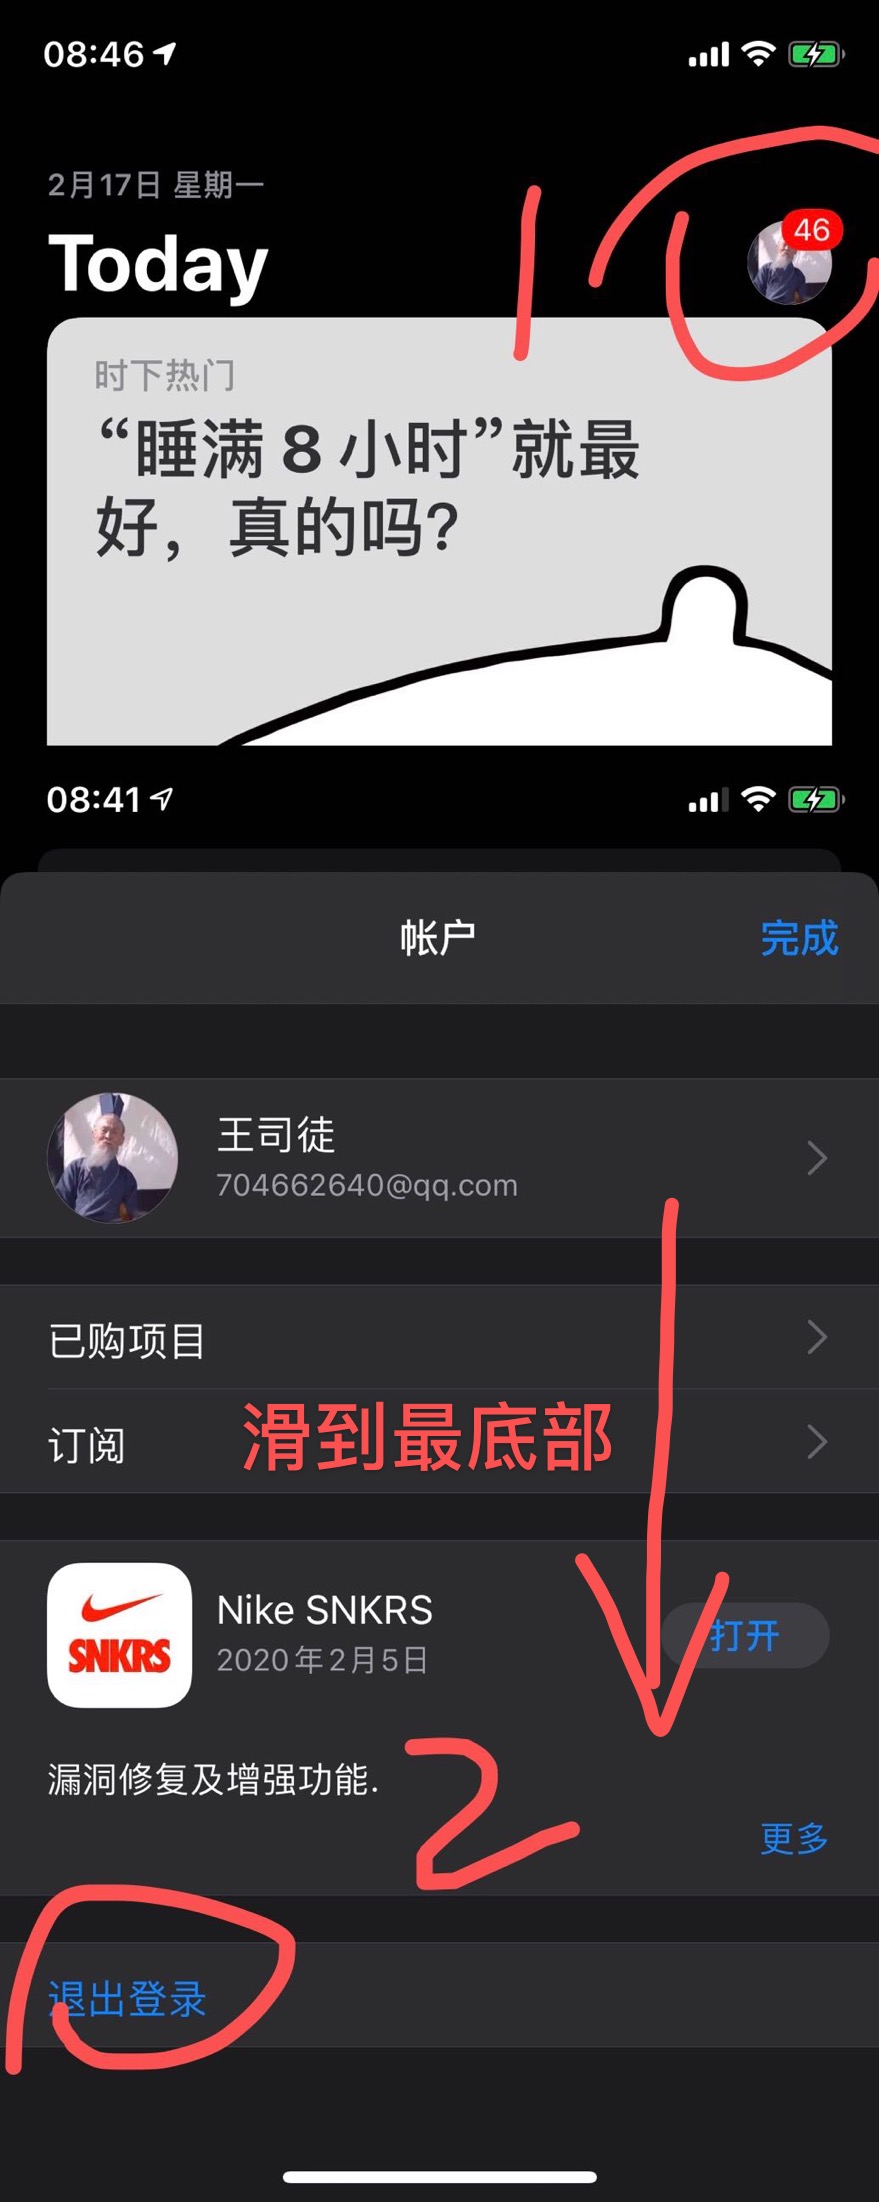 08:46
2月17日 星期一
Today
46
1
时下热门
“睡满 8 小时”就最
好，真的吗?
08:41
帐户
完成
王司徒
704662640@qq.com
已购项目
订阅
滑到最底部
Nike SNKRS
2020年2月5日
打开
SNKRS
漏洞修复及增强功能.
2
更多
退出登录